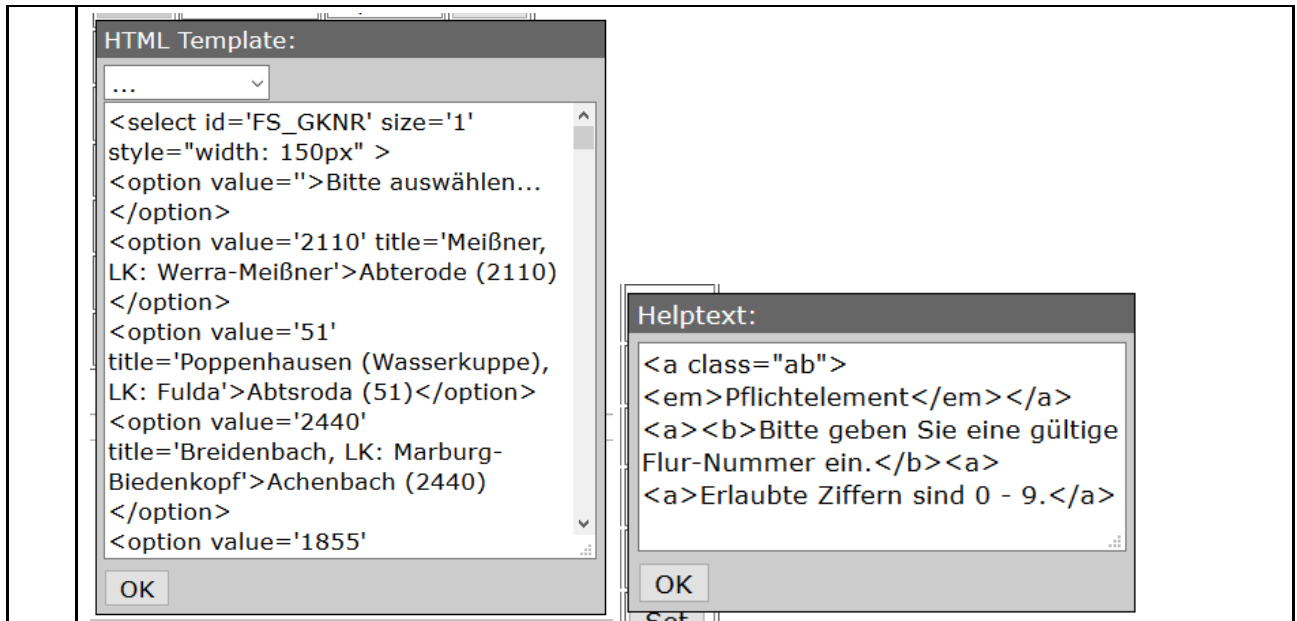 HTML Template:
...
<select id='FS_GKNR' size='1'
style="width: 150px" >
<option value=''>Bitte auswählen...
</option>
<option value='2110' title='Meißner,
LK: Werra-Meißner'>Abterode (2110)
</option>
<option value='51'
title='Poppenhausen (Wasserkuppe),
LK: Fulda'>Abtsroda (51)</option>
<option value='2440'
title='Breidenbach, LK: Marburg-
Biedenkopf'>Achenbach (2440)
</option>
<option value='1855'
OK
Helptext:
<a class="ab">
<em>Pflichtelement</em></a>
<a><b>Bitte geben Sie eine gültige
Flur-Nummer ein.</b><a>
<a>Erlaubte Ziffern sind 0 - 9.</a>
OK